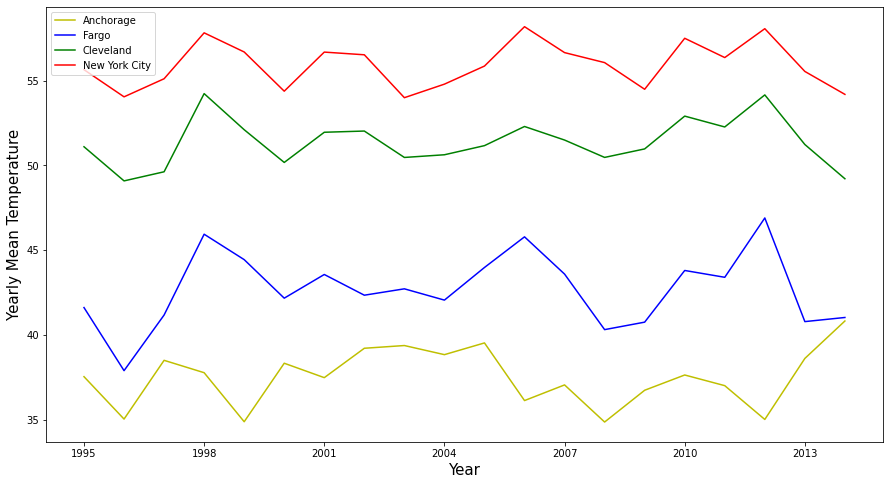 Anchorage
Fargo
Cleveland
New York City
Yearly Mean Temperature
55
50
45
40
35
1995 1998 2001 2004 2007 2010 2013
Year